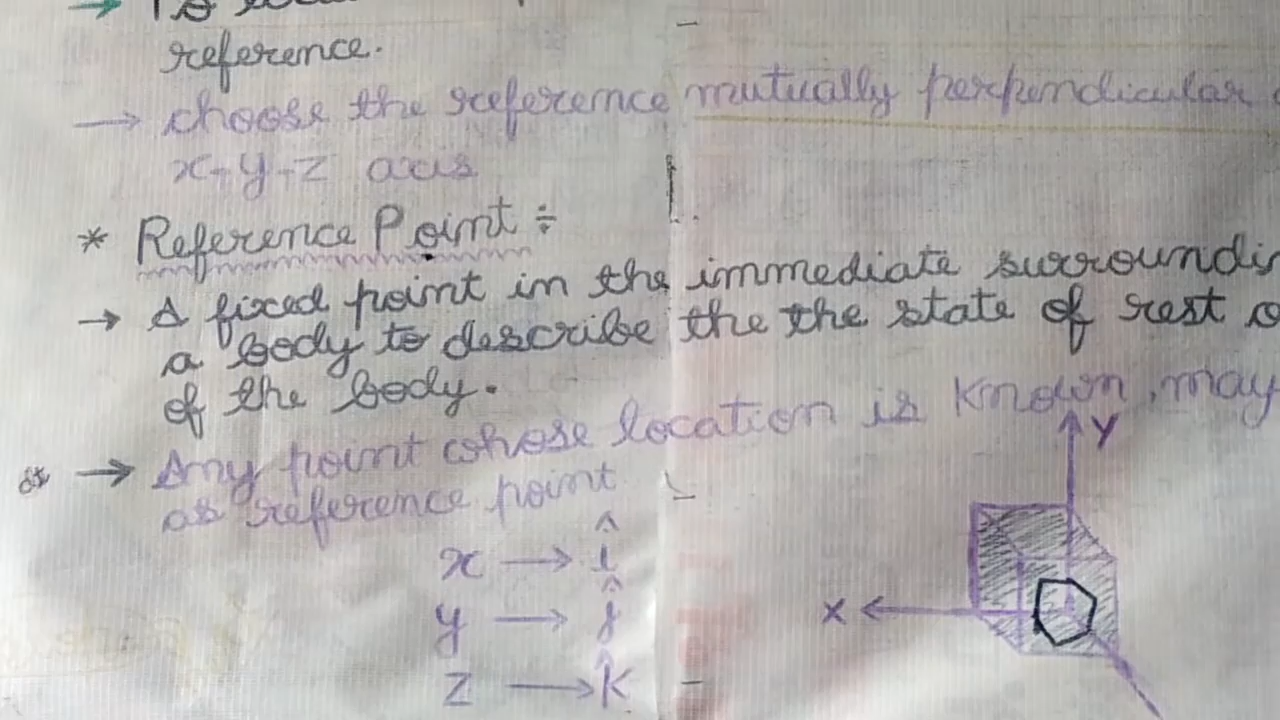 reference.
→ choose the reference mutually perpendicular
x-y-z axis
* Reference Point ÷
→ A fixed point in the immediate
a body to describe the the state of rest
of the body.
or → Any point whose location is known, may
as reference point
x → î
y → ĵ
z → k̂
Y
X